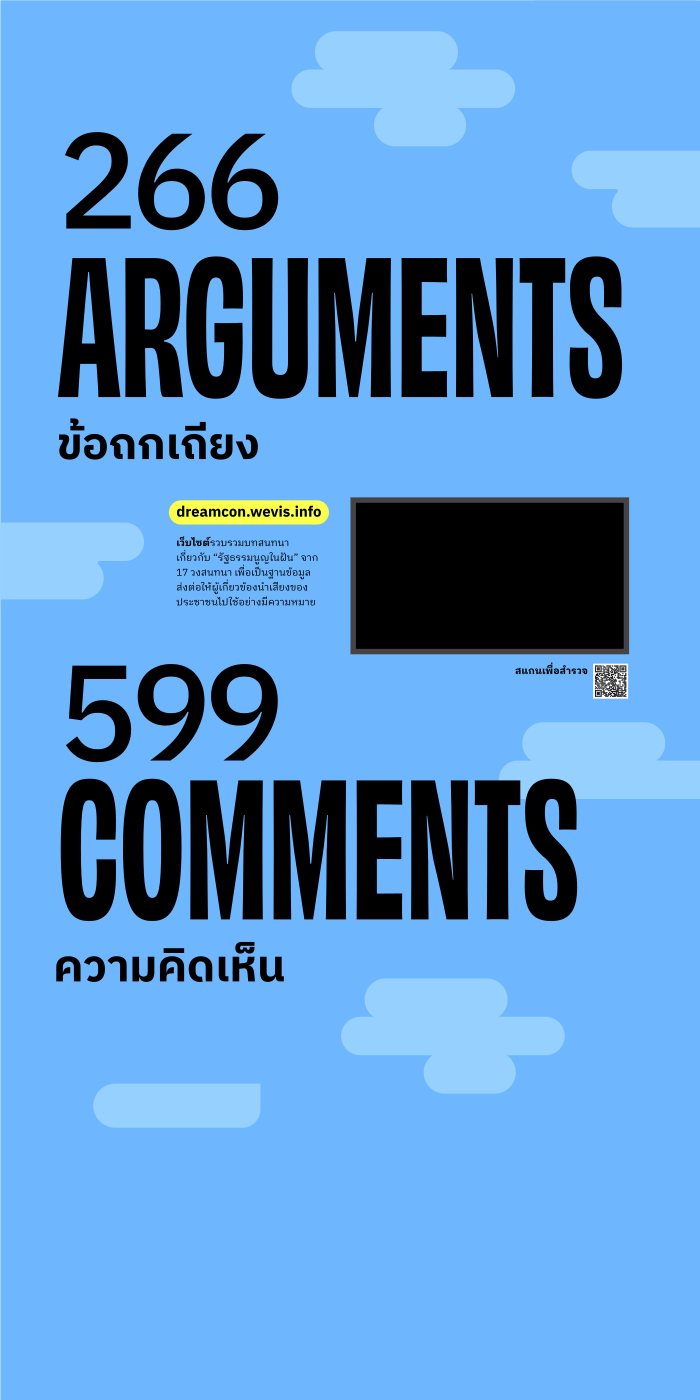 266
ARGUMENTS
ข้อถกเถียง
dreamcon.wevis.info
เว็บไซต์รวบรวมบทสนทนา
เกี่ยวกับ “รัฐธรรมนูญในฝัน” จาก
17 วงสนทนา เพื่อเป็นฐานข้อมูล
ส่งต่อให้ผู้เกี่ยวข้องนำเสียงของ
ประชาชนไปใช้อย่างมีความหมาย
สแกนเพื่อสำรวจ
599
COMMENTS
ความคิดเห็น